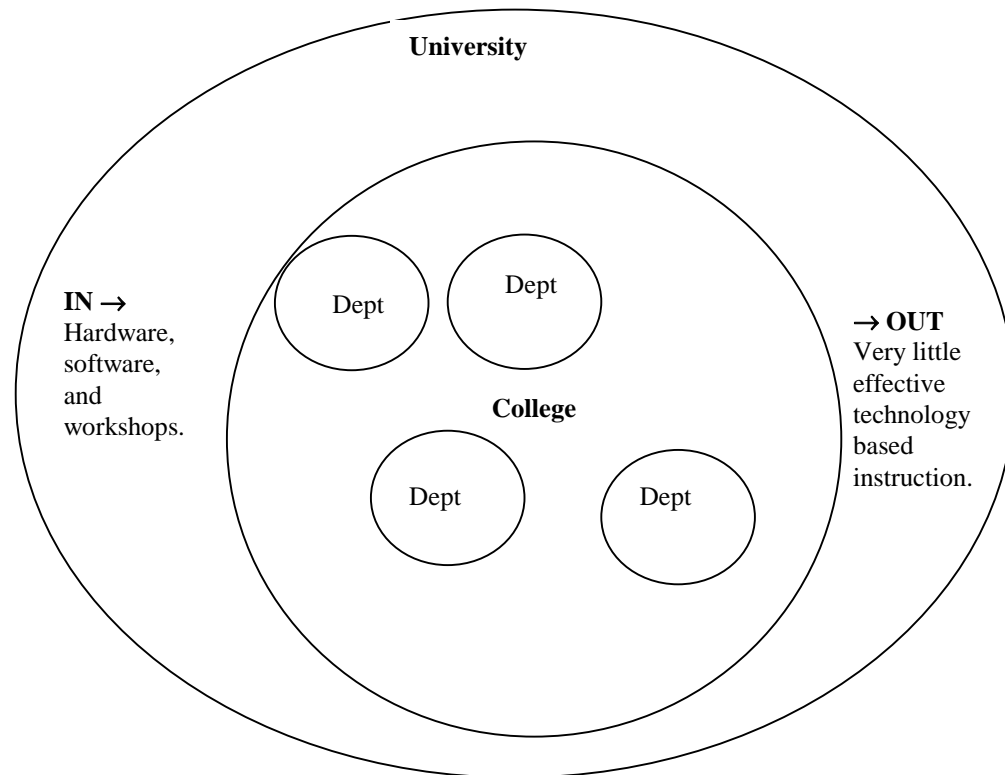 University
Dept
Dept
IN →
Hardware,
software,
and
workshops.
→ OUT
Very little
effective
technology
based
instruction.
College
Dept
Dept